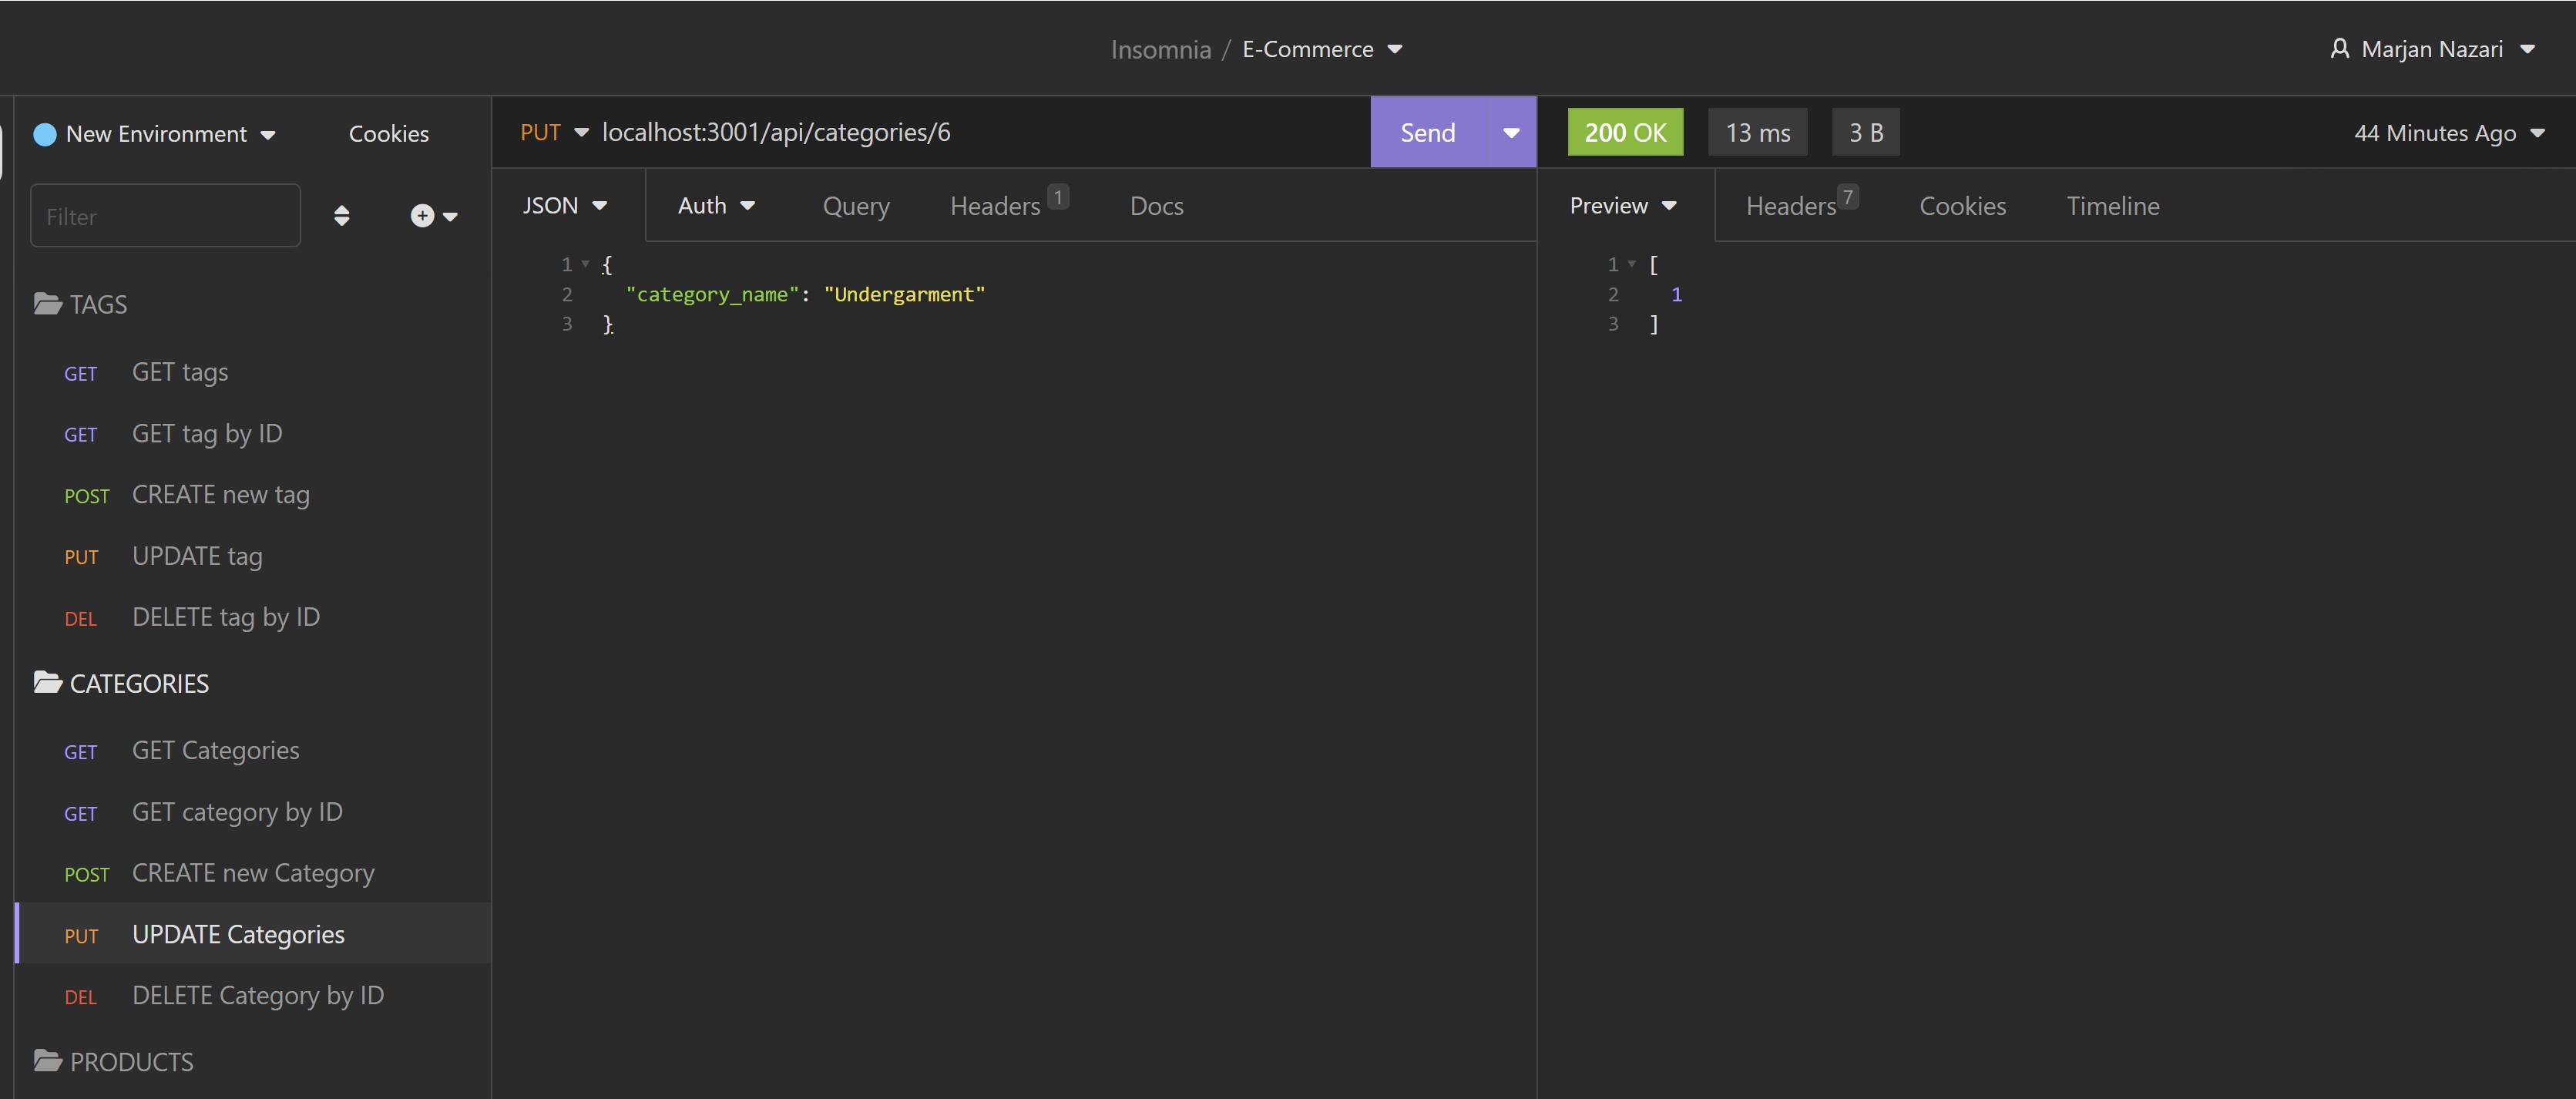 Insomnia / E-Commerce
Marjan Nazari
New Environment
Cookies
Filter
TAGS
GET GET tags
GET GET tag by ID
POST CREATE new tag
PUT UPDATE tag
DEL DELETE tag by ID
CATEGORIES
GET GET Categories
GET GET category by ID
POST CREATE new Category
PUT UPDATE Categories
DEL DELETE Category by ID
PRODUCTS
PUT localhost:3001/api/categories/6 Send
JSON Auth Query Headers 1 Docs
1 {
2 "category_name": "Undergarment"
3 }
200 OK 13 ms 3 B 44 Minutes Ago
Preview Headers 7 Cookies Timeline
1 [
2 1
3 ]